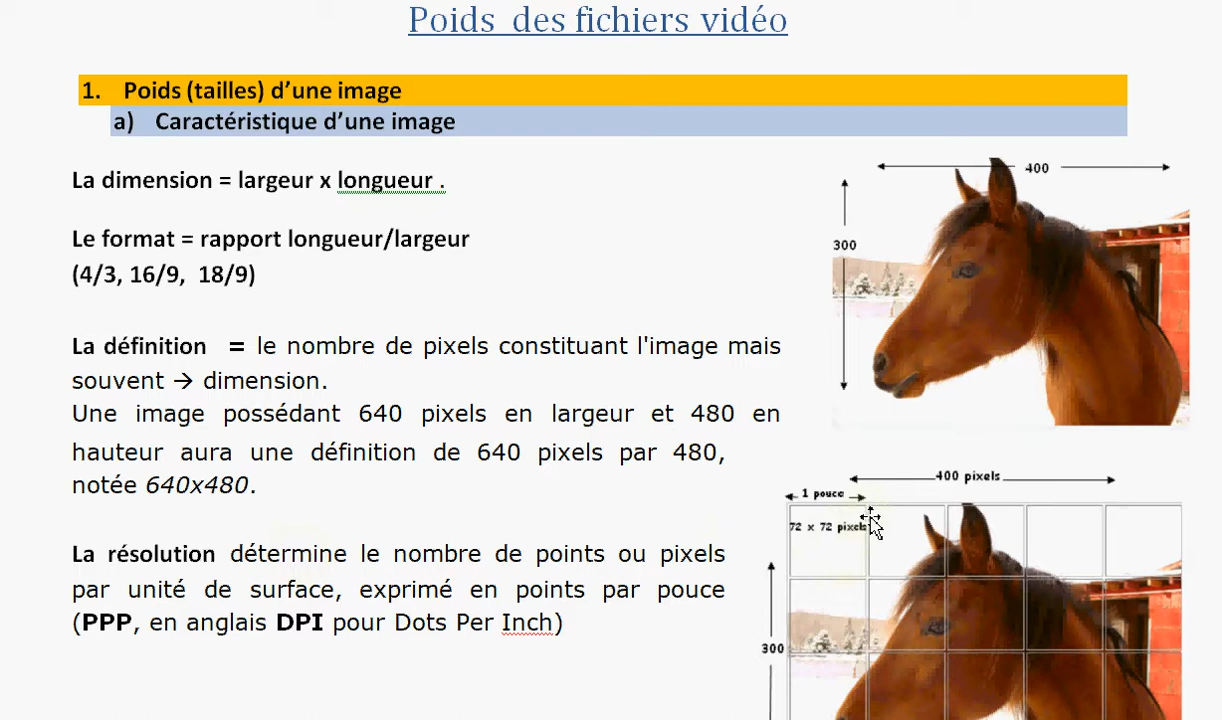 Poids des fichiers vidéo
1. Poids (tailles) d’une image
a) Caractéristique d’une image
La dimension = largeur x longueur .
Le format = rapport longueur/largeur
(4/3, 16/9, 18/9)
La définition = le nombre de pixels constituant l'image mais
souvent → dimension.
Une image possédant 640 pixels en largeur et 480 en
hauteur aura une définition de 640 pixels par 480,
notée 640x480.
La résolution détermine le nombre de points ou pixels
par unité de surface, exprimé en points par pouce
(PPP, en anglais DPI pour Dots Per Inch)
400
300
400 pixels
1 pouce
72 x 72 pixels
300